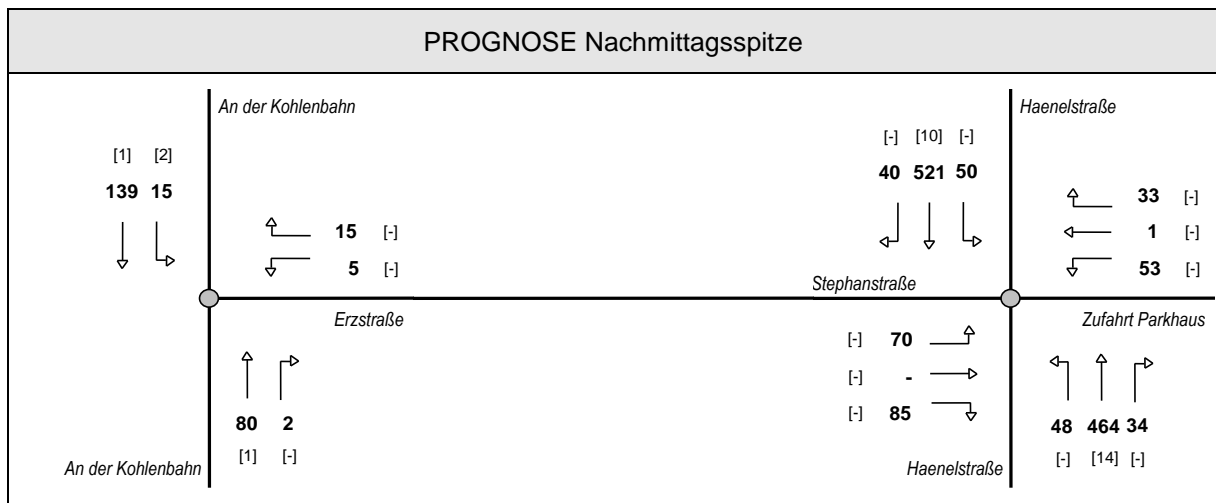 PROGNOSE Nachmittagsspitze
An der Kohlenbahn
[1] [2]
139 15
15 [-]
5 [-]
Erzstraße
80 2
[1] [-]
An der Kohlenbahn
Haenelstraße
[-] [10] [-]
40 521 50
33 [-]
1 [-]
53 [-]
Stephanstraße
Zufahrt Parkhaus
[-] 70
[-] -
[-] 85
48 464 34
[-] [14] [-]
Haenelstraße